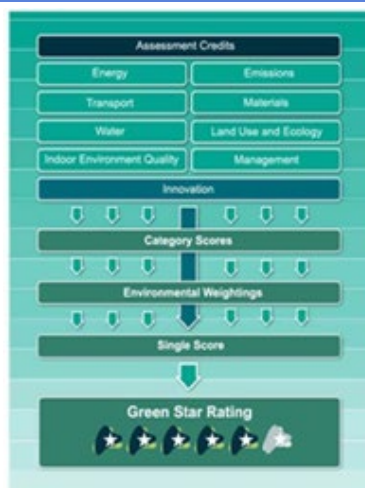 Assessment Credits
Energy
Emissions
Transport
Materials
Water
Land Use and Ecology
Indoor Environment Quality
Management
Innovation
Category Scores
Environmental Weightings
Single Score
Green Star Rating